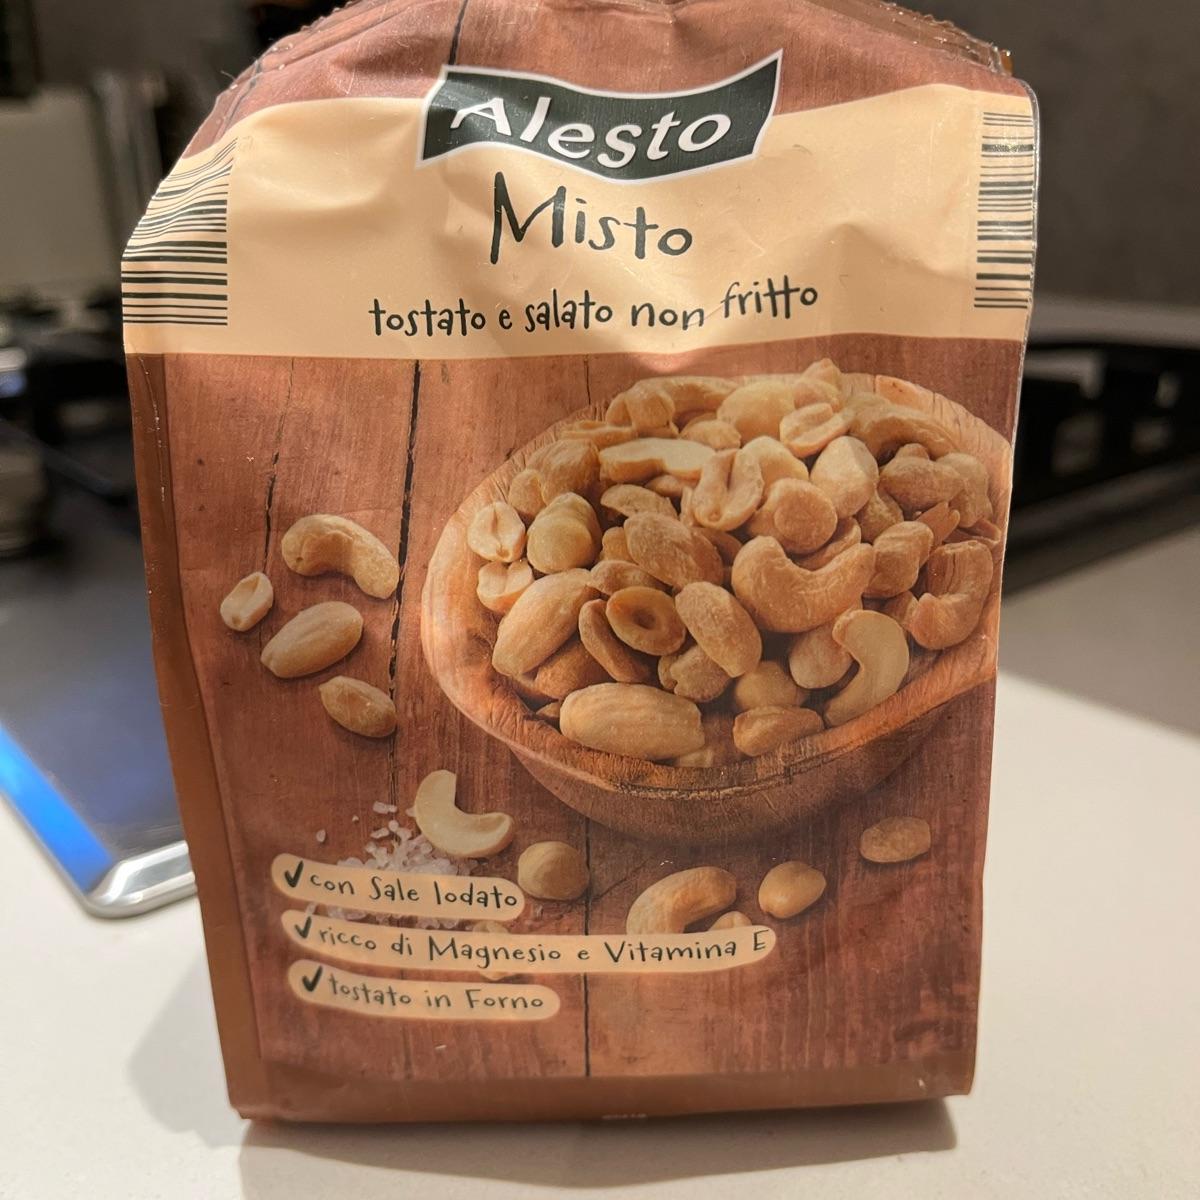 Alesto
Misto
tostato e salato non fritto
✓ con Sale Iodato
✓ ricco di Magnesio e Vitamina E
✓ tostato in Forno